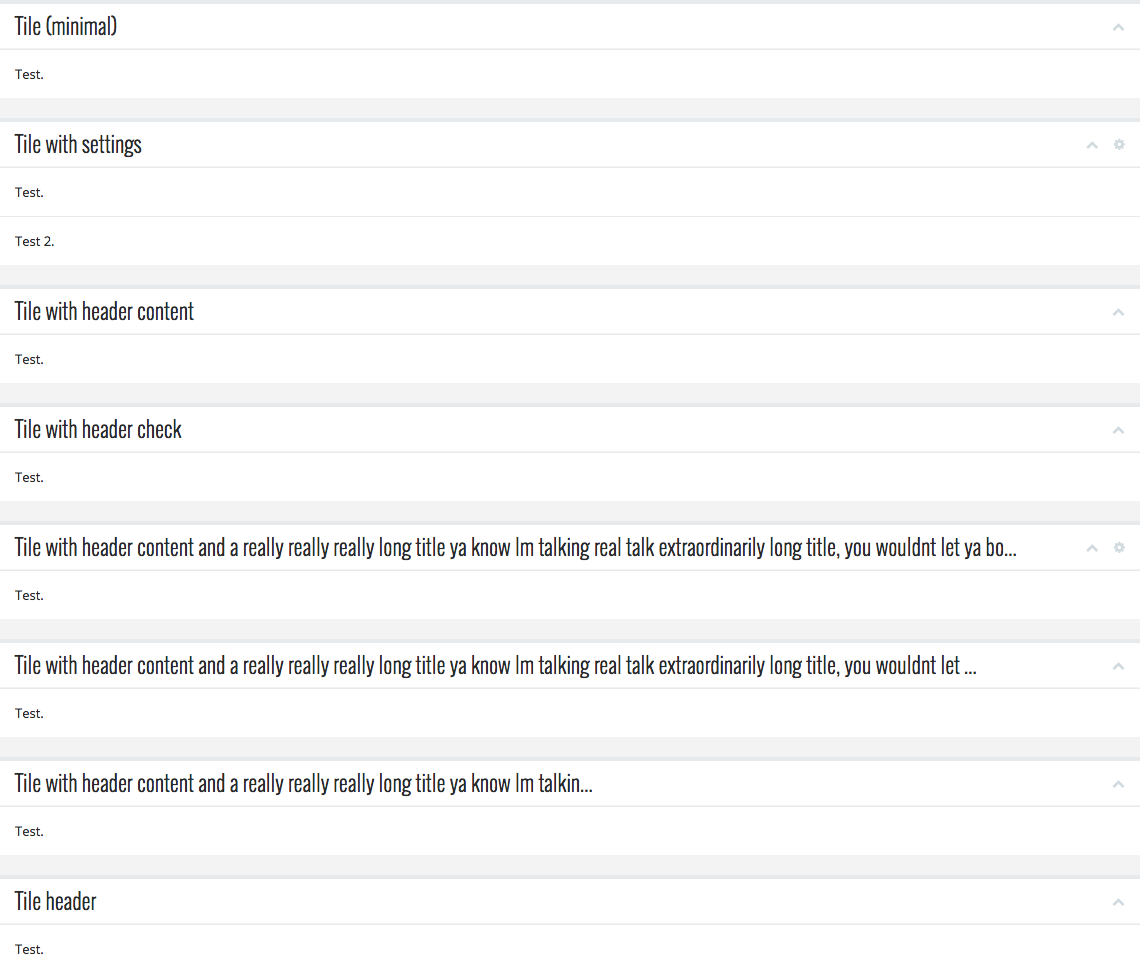 Tile (minimal)
Test.
Tile with settings
Test.
Test 2.
Tile with header content
Test.
Tile with header check
Test.
Tile with header content and a really really really long title ya know Im talking real talk extraordinarily long title, you wouldnt let ya bo...
Test.
Tile with header content and a really really really long title ya know Im talking real talk extraordinarily long title, you wouldnt let ...
Test.
Tile with header content and a really really really long title ya know Im talkin...
Test.
Tile header
Test.